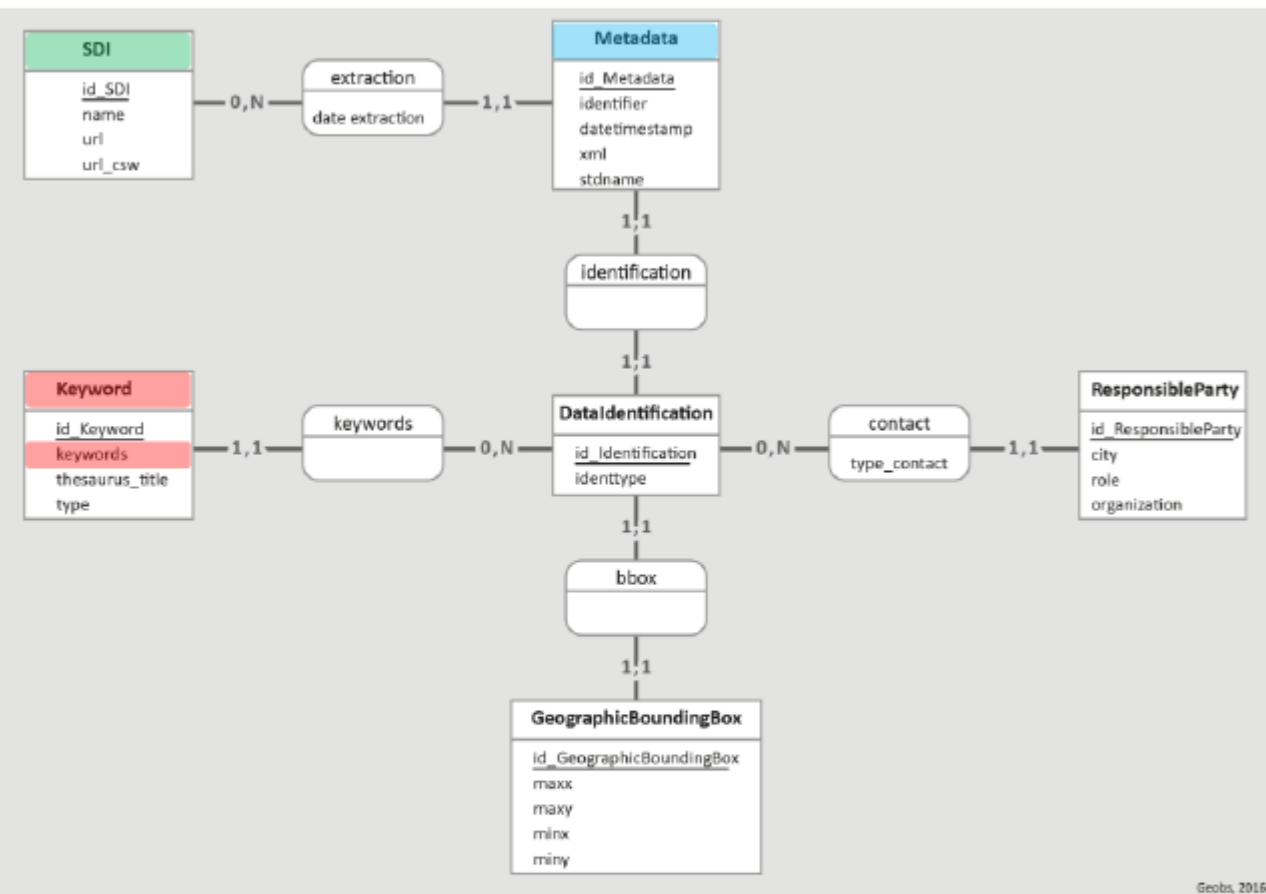 SDI
id_SDI
name
url
url_csw
0,N
extraction
date extraction
1,1
Metadata
id_Metadata
identifier
datetimestamp
xml
stdname
1,1
identification
1,1
Keyword
id_Keyword
keywords
thesaurus_title
type
1,1
keywords
0,N
DataIdentification
id_Identification
identtype
0,N
contact
type_contact
1,1
ResponsibleParty
id_ResponsibleParty
city
role
organization
1,1
bbox
1,1
GeographicBoundingBox
id_GeographicBoundingBox
maxx
maxy
minx
miny
Geobs, 2016